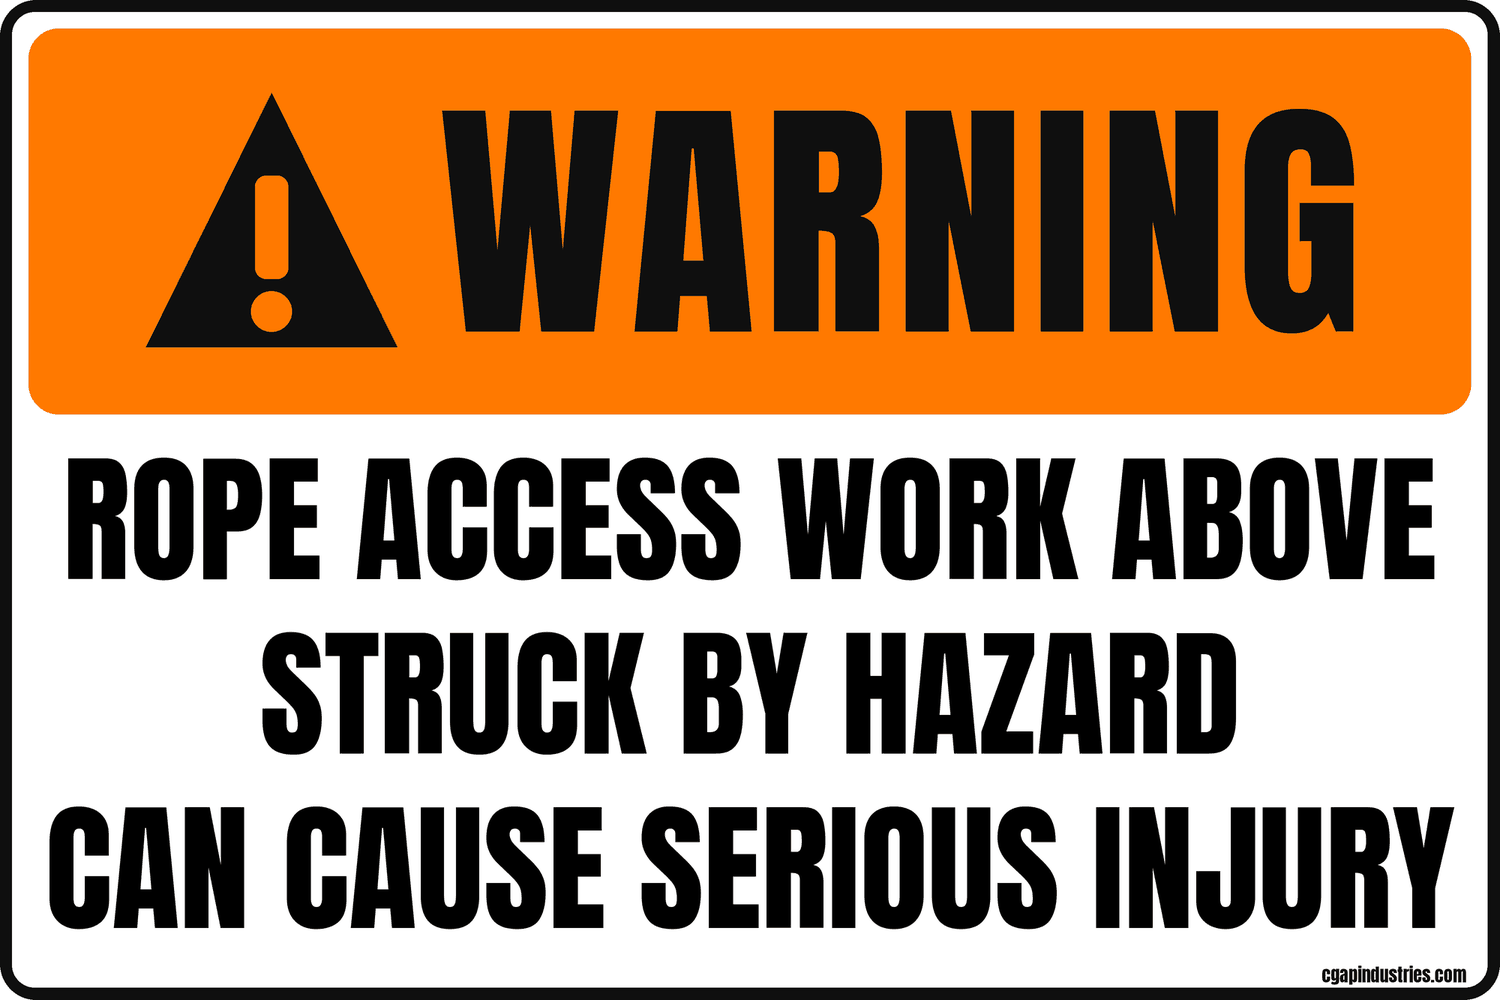 WARNING
ROPE ACCESS WORK ABOVE
STRUCK BY HAZARD
CAN CAUSE SERIOUS INJURY
cgapindustries.com